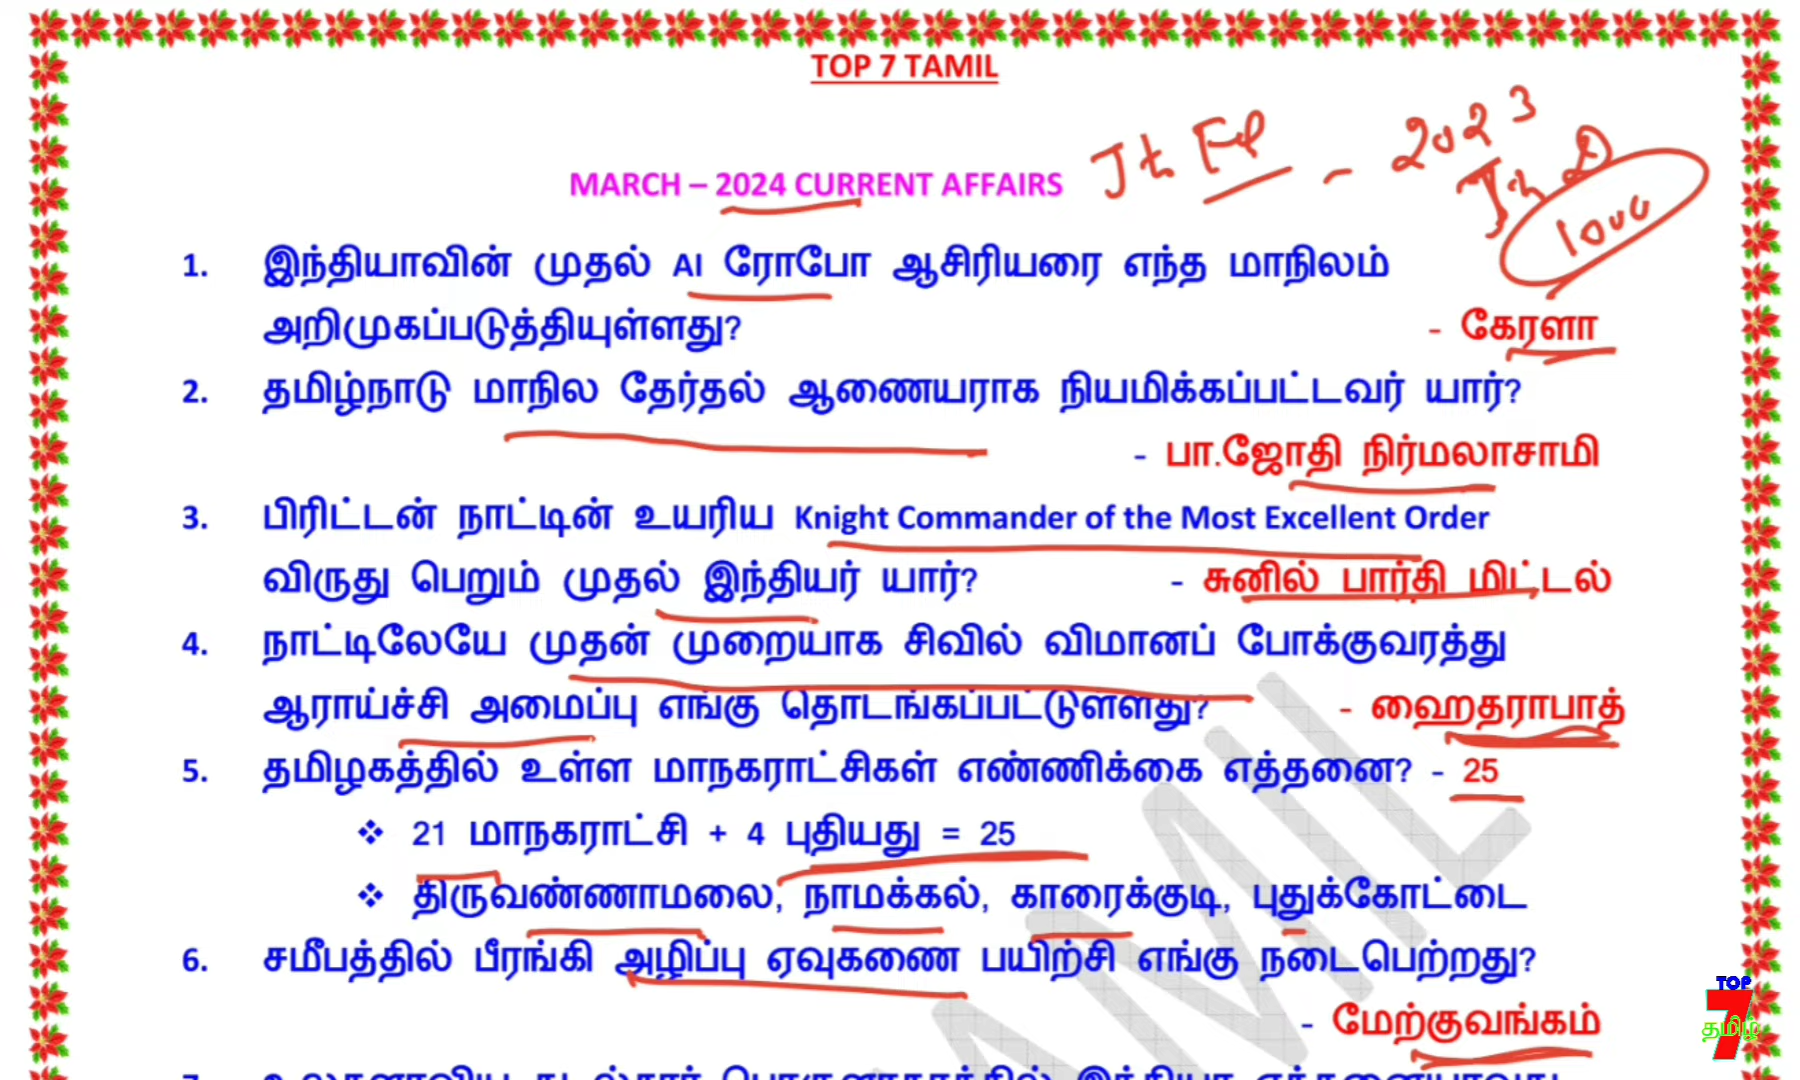 TOP 7 TAMIL
MARCH – 2024 CURRENT AFFAIRS
- 2023
1000
1. இந்தியாவின் முதல் AI ரோபோ ஆசிரியரை எந்த மாநிலம்
அறிமுகப்படுத்தியுள்ளது? - கேரளா
2. தமிழ்நாடு மாநில தேர்தல் ஆணையராக நியமிக்கப்பட்டவர் யார்?
- பா.ஜோதி நிர்மலாசாமி
3. பிரிட்டன் நாட்டின் உயரிய Knight Commander of the Most Excellent Order
விருது பெறும் முதல் இந்தியர் யார்? - சுனில் பார்தி மிட்டல்
4. நாட்டிலேயே முதன் முறையாக சிவில் விமானப் போக்குவரத்து
ஆராய்ச்சி அமைப்பு எங்கு தொடங்கப்பட்டுள்ளது? - ஹைதராபாத்
5. தமிழகத்தில் உள்ள மாநகராட்சிகள் எண்ணிக்கை எத்தனை? - 25
❖ 21 மாநகராட்சி + 4 புதியது = 25
❖ திருவண்ணாமலை, நாமக்கல், காரைக்குடி, புதுக்கோட்டை
6. சமீபத்தில் பீரங்கி அழிப்பு ஏவுகணை பயிற்சி எங்கு நடைபெற்றது?
- மேற்குவங்கம்
TOP
7
தமிழ்